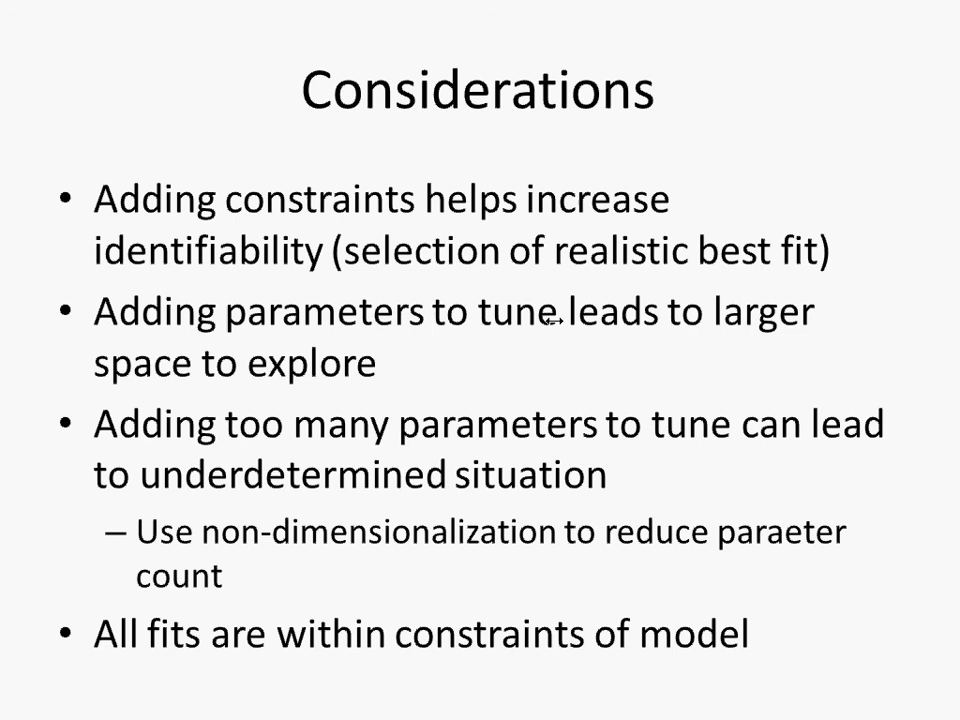 Considerations
• Adding constraints helps increase
identifiability (selection of realistic best fit)
• Adding parameters to tune leads to larger
space to explore
• Adding too many parameters to tune can lead
to underdetermined situation
– Use non-dimensionalization to reduce paraeter
count
• All fits are within constraints of model